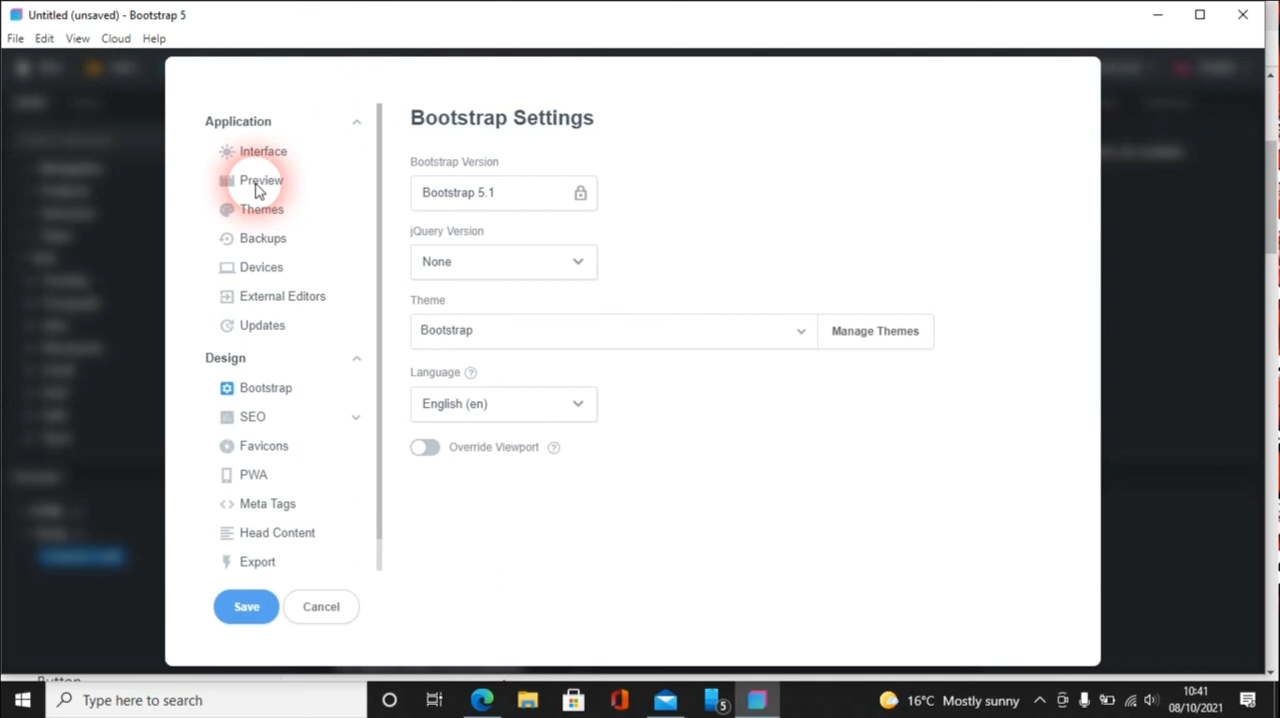 Untitled (unsaved) - Bootstrap 5
File Edit View Cloud Help
Application
Interface
Preview
Themes
Backups
Devices
External Editors
Updates
Design
Bootstrap
SEO
Favicons
PWA
Meta Tags
Head Content
Export
Save Cancel
Bootstrap Settings
Bootstrap Version
Bootstrap 5.1
jQuery Version
None
Theme
Bootstrap Manage Themes
Language ?
English (en)
Override Viewport ?
Type here to search
5
16°C Mostly sunny
10:41
08/10/2021